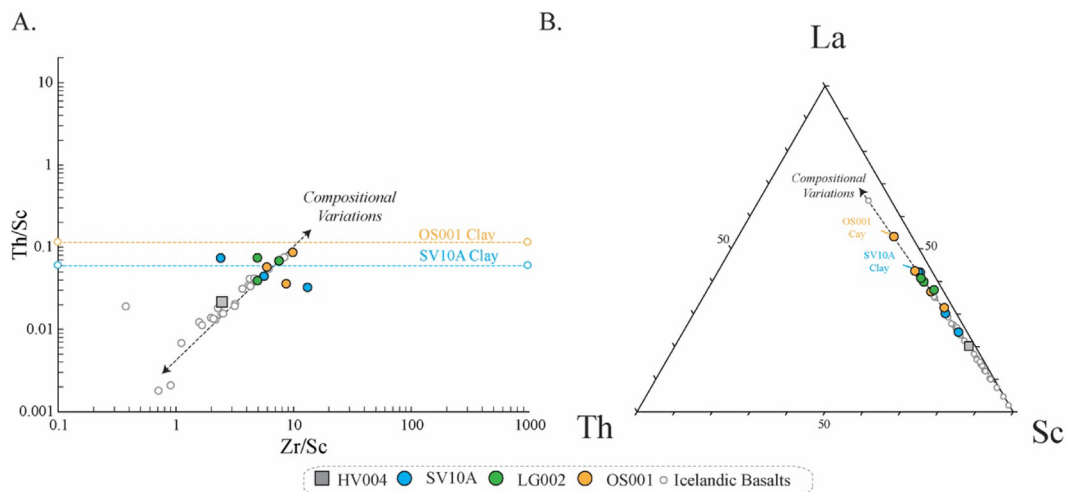 A.
B.
La
10
1
0.1
0.01
0.001
Th/Sc
Compositional
Variations
OS001 Clay
SV10A Clay
0.1
1
10
100
1000
Zr/Sc
Compositional
Variations
OS001
Cay
50
SV10A
Clay
50
50
Th
Sc
HV004
SV10A
LG002
OS001
Icelandic Basalts